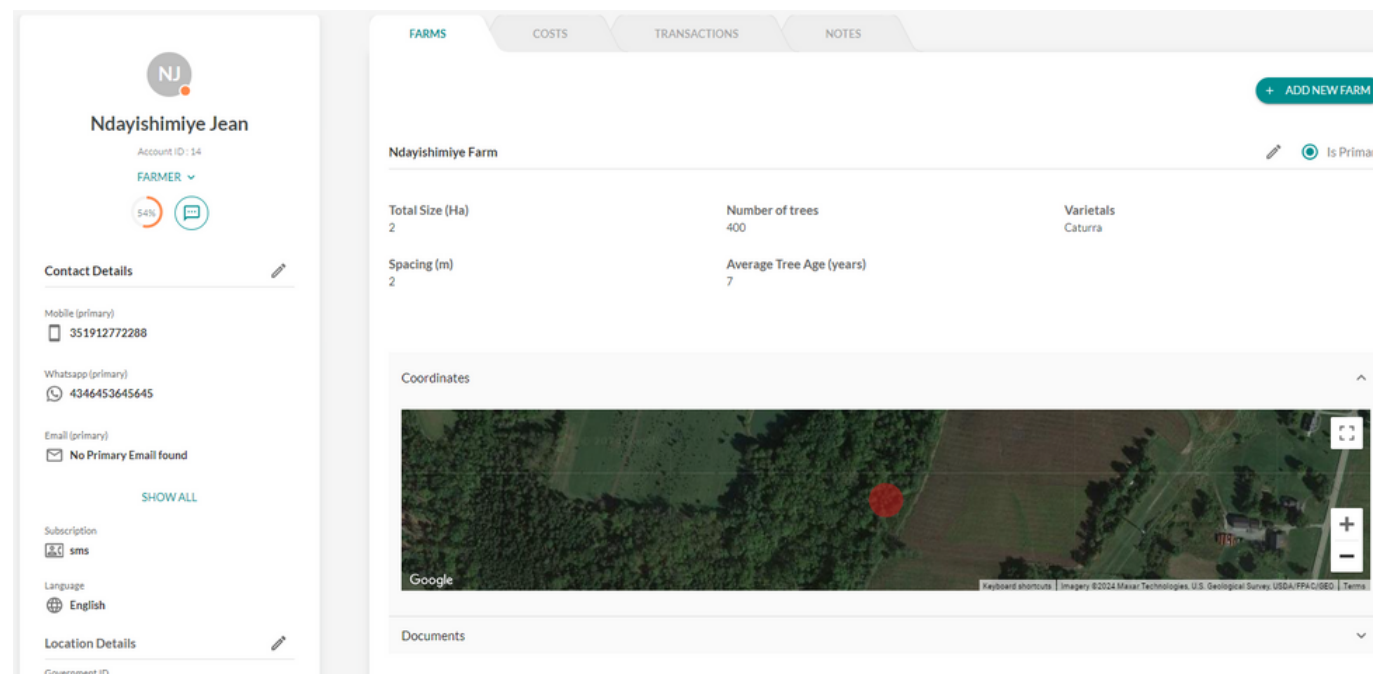 NJ
Ndayishimiye Jean
Account ID : 14
FARMER
54%
Contact Details
Mobile (primary)
351912772288
Whatsapp (primary)
4346453645645
Email (primary)
No Primary Email found
SHOW ALL
Subscription
sms
Language
English
Location Details
Government ID
FARMS COSTS TRANSACTIONS NOTES
+ ADD NEW FARM
Ndayishimiye Farm Is Primar
Total Size (Ha) Number of trees Varietals
2 400 Caturra
Spacing (m) Average Tree Age (years)
2 7
Coordinates
Google
Keyboard shortcuts Imagery ©2024 Maxar Technologies, U.S. Geological Survey, USDA/FPAC/GEO Terms
Documents